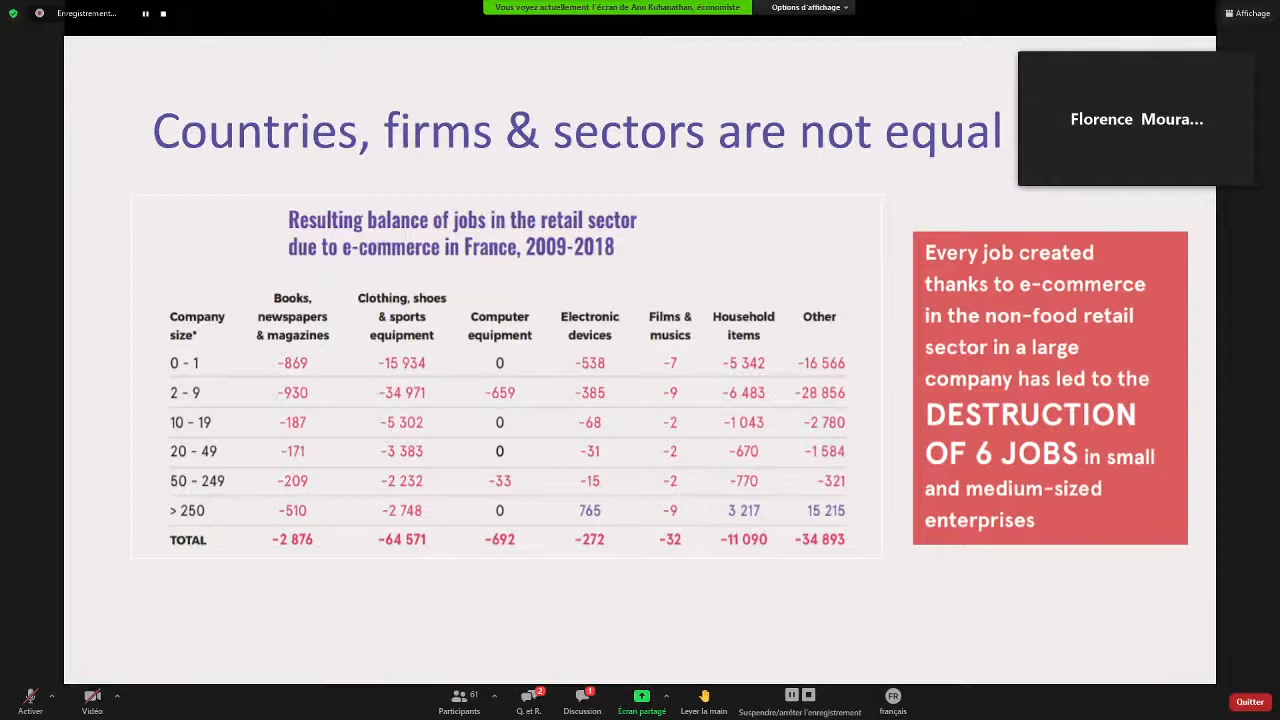 Enregistrement...
Vous voyez actuellement l'écran de Ano Kuhanathan, économiste
Options d'affichage
Affichage
Countries, firms & sectors are not equal
Florence Moura...
Resulting balance of jobs in the retail sector
due to e-commerce in France, 2009-2018
Company size* Books, newspapers & magazines Clothing, shoes & sports equipment Computer equipment Electronic devices Films & musics Household items Other
0 - 1 -869 -15 934 0 -538 -7 -5 342 -16 566
2 - 9 -930 -34 971 -659 -385 -9 -6 483 -28 856
10 - 19 -187 -5 302 0 -68 -2 -1 043 -2 780
20 - 49 -171 -3 383 0 -31 -2 -670 -1 584
50 - 249 -209 -2 232 -33 -15 -2 -770 -321
> 250 -510 -2 748 0 765 -9 3 217 15 215
TOTAL -2 876 -64 571 -692 -272 -32 -11 090 -34 893
Every job created
thanks to e-commerce
in the non-food retail
sector in a large
company has led to the
DESTRUCTION
OF 6 JOBS in small
and medium-sized
enterprises
Activer
Vidéo
61
Participants
2
Q. et R.
1
Discussion
Écran partagé
Lever la main
Suspendre/arrêter l'enregistrement
FR
français
Quitter